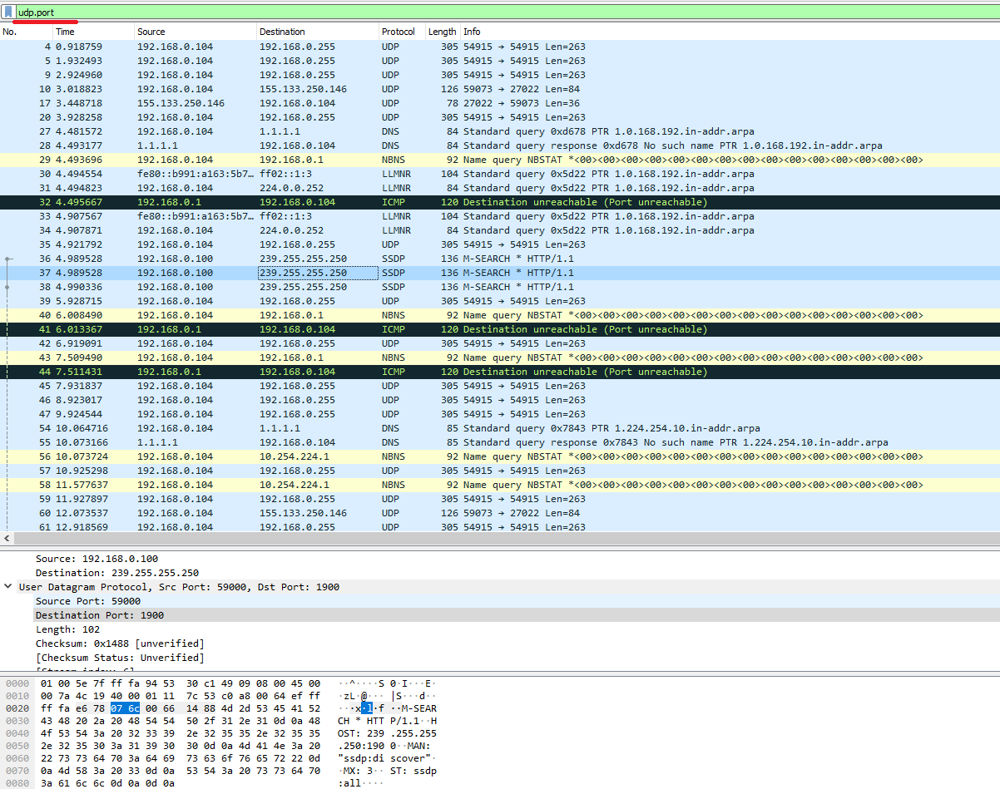 udp.port
No. Time Source Destination Protocol Length Info
4 0.918759 192.168.0.104 192.168.0.255 UDP 305 54915 → 54915 Len=263
5 1.932493 192.168.0.104 192.168.0.255 UDP 305 54915 → 54915 Len=263
9 2.924960 192.168.0.104 192.168.0.255 UDP 305 54915 → 54915 Len=263
10 3.018823 192.168.0.104 155.133.250.146 UDP 126 59073 → 27022 Len=84
17 3.448718 155.133.250.146 192.168.0.104 UDP 78 27022 → 59073 Len=36
20 3.928258 192.168.0.104 192.168.0.255 UDP 305 54915 → 54915 Len=263
27 4.481572 192.168.0.104 1.1.1.1 DNS 84 Standard query 0xd678 PTR 1.0.168.192.in-addr.arpa
28 4.493177 1.1.1.1 192.168.0.104 DNS 84 Standard query response 0xd678 No such name PTR 1.0.168.192.in-addr.arpa
29 4.493696 192.168.0.104 192.168.0.1 NBNS 92 Name query NBSTAT *<00><00><00><00><00><00><00><00><00><00><00><00><00><00><00>
30 4.494554 fe80::b991:a163:5b7… ff02::1:3 LLMNR 104 Standard query 0x5d22 PTR 1.0.168.192.in-addr.arpa
31 4.494823 192.168.0.104 224.0.0.252 LLMNR 84 Standard query 0x5d22 PTR 1.0.168.192.in-addr.arpa
32 4.495667 192.168.0.1 192.168.0.104 ICMP 120 Destination unreachable (Port unreachable)
33 4.907567 fe80::b991:a163:5b7… ff02::1:3 LLMNR 104 Standard query 0x5d22 PTR 1.0.168.192.in-addr.arpa
34 4.907871 192.168.0.104 224.0.0.252 LLMNR 84 Standard query 0x5d22 PTR 1.0.168.192.in-addr.arpa
35 4.921792 192.168.0.104 192.168.0.255 UDP 305 54915 → 54915 Len=263
36 4.989528 192.168.0.100 239.255.255.250 SSDP 136 M-SEARCH * HTTP/1.1
37 4.989528 192.168.0.100 239.255.255.250 SSDP 136 M-SEARCH * HTTP/1.1
38 4.990336 192.168.0.100 239.255.255.250 SSDP 136 M-SEARCH * HTTP/1.1
39 5.928715 192.168.0.104 192.168.0.255 UDP 305 54915 → 54915 Len=263
40 6.008490 192.168.0.104 192.168.0.1 NBNS 92 Name query NBSTAT *<00><00><00><00><00><00><00><00><00><00><00><00><00><00><00>
41 6.013367 192.168.0.1 192.168.0.104 ICMP 120 Destination unreachable (Port unreachable)
42 6.919091 192.168.0.104 192.168.0.255 UDP 305 54915 → 54915 Len=263
43 7.509490 192.168.0.104 192.168.0.1 NBNS 92 Name query NBSTAT *<00><00><00><00><00><00><00><00><00><00><00><00><00><00><00>
44 7.511431 192.168.0.1 192.168.0.104 ICMP 120 Destination unreachable (Port unreachable)
45 7.931837 192.168.0.104 192.168.0.255 UDP 305 54915 → 54915 Len=263
46 8.923017 192.168.0.104 192.168.0.255 UDP 305 54915 → 54915 Len=263
47 9.924544 192.168.0.104 192.168.0.255 UDP 305 54915 → 54915 Len=263
54 10.064716 192.168.0.104 1.1.1.1 DNS 85 Standard query 0x7843 PTR 1.224.254.10.in-addr.arpa
55 10.073166 1.1.1.1 192.168.0.104 DNS 85 Standard query response 0x7843 No such name PTR 1.224.254.10.in-addr.arpa
56 10.073724 192.168.0.104 10.254.224.1 NBNS 92 Name query NBSTAT *<00><00><00><00><00><00><00><00><00><00><00><00><00><00><00>
57 10.925298 192.168.0.104 192.168.0.255 UDP 305 54915 → 54915 Len=263
58 11.577637 192.168.0.104 10.254.224.1 NBNS 92 Name query NBSTAT *<00><00><00><00><00><00><00><00><00><00><00><00><00><00><00>
59 11.927897 192.168.0.104 192.168.0.255 UDP 305 54915 → 54915 Len=263
60 12.073537 192.168.0.104 155.133.250.146 UDP 126 59073 → 27022 Len=84
61 12.918569 192.168.0.104 192.168.0.255 UDP 305 54915 → 54915 Len=263
Source: 192.168.0.100
Destination: 239.255.255.250
User Datagram Protocol, Src Port: 59000, Dst Port: 1900
Source Port: 59000
Destination Port: 1900
Length: 102
Checksum: 0x1488 [unverified]
[Checksum Status: Unverified]
[Stream index: 6]
0000 01 00 5e 7f ff fa 94 53 30 c1 49 09 08 00 45 00 ··^····S 0·I···E·
0010 00 7a 4c 19 40 00 01 11 7c 53 c0 a8 00 64 ef ff ·zL·@··· |S···d··
0020 ff fa e6 78 07 6c 00 66 14 88 4d 2d 53 45 41 52 ···x·l·f ··M-SEAR
0030 43 48 20 2a 20 48 54 54 50 2f 31 2e 31 0d 0a 48 CH * HTT P/1.1··H
0040 4f 53 54 3a 20 32 33 39 2e 32 35 35 2e 32 35 35 OST: 239 .255.255
0050 2e 32 35 30 3a 31 39 30 30 0d 0a 4d 41 4e 3a 20 .250:190 0··MAN:
0060 22 73 73 64 70 3a 64 69 73 63 6f 76 65 72 22 0d "ssdp:di scover"·
0070 0a 4d 58 3a 20 33 0d 0a 53 54 3a 20 73 73 64 70 ·MX: 3·· ST: ssdp
0080 3a 61 6c 6c 0d 0a 0d 0a :all····